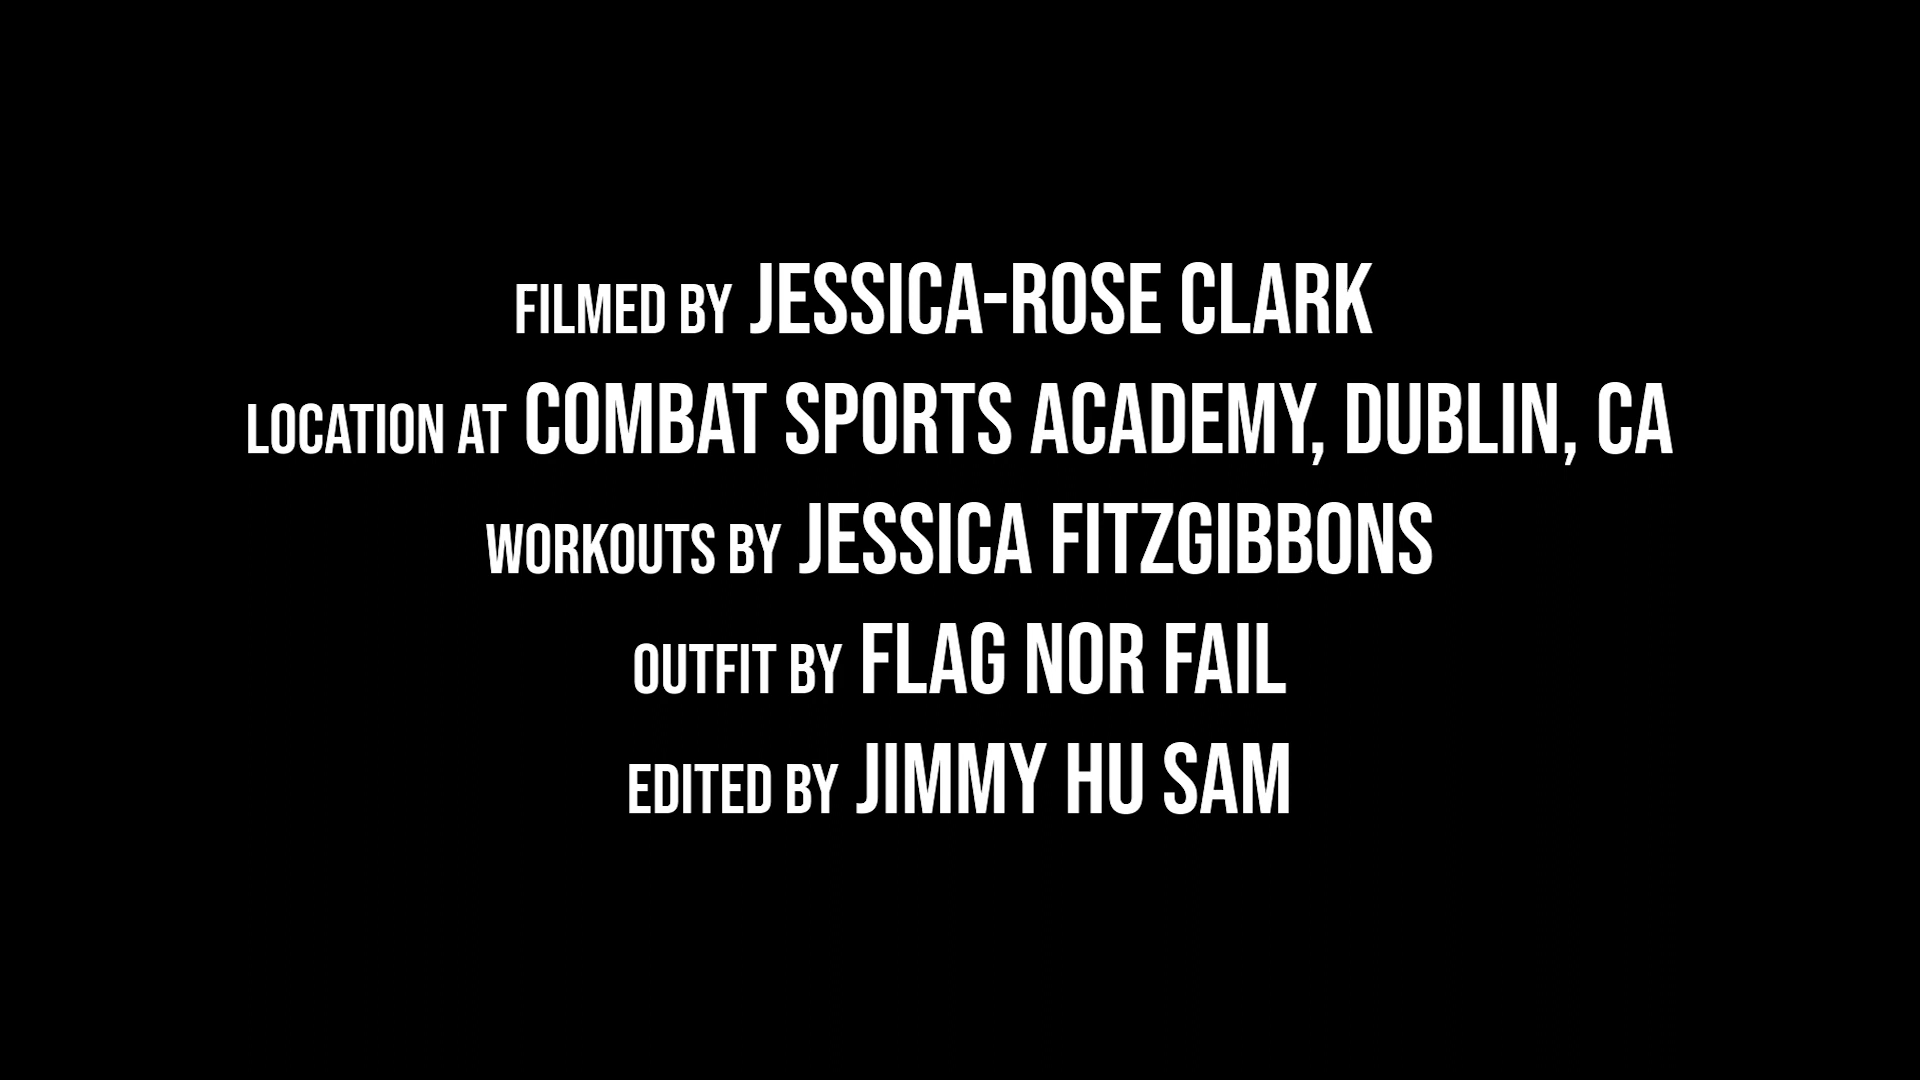 FILMED BY JESSICA-ROSE CLARK
LOCATION AT COMBAT SPORTS ACADEMY, DUBLIN, CA
WORKOUTS BY JESSICA FITZGIBBONS
OUTFIT BY FLAG NOR FAIL
EDITED BY JIMMY HU SAM